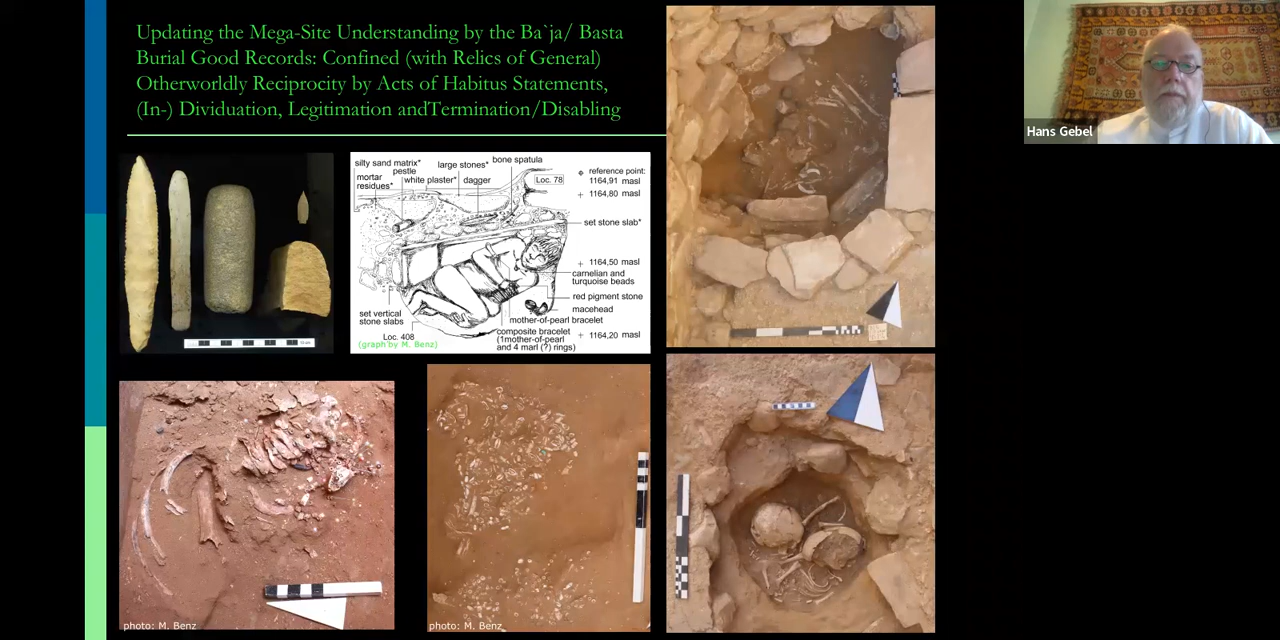 Updating the Mega-Site Understanding by the Ba`ja/ Basta
Burial Good Records: Confined (with Relics of General)
Otherworldly Reciprocity by Acts of Habitus Statements,
(In-) Dividuation, Legitimation andTermination/Disabling
Hans Gebel
silty sand matrix*
large stones*
bone spatula
mortar
residues*
pestle
white plaster*
dagger
Loc. 78
reference point:
1164,91 masl
1164,80 masl
set stone slab*
1164,50 masl
carnelian and
turquoise beads
red pigment stone
macehead
mother-of-pearl bracelet
set vertical
stone slabs
Loc. 408
composite bracelet
(1mother-of-pearl
and 4 marl (?) rings)
1164,20 masl
(graph by M. Benz)
photo: M. Benz
photo: M. Benz